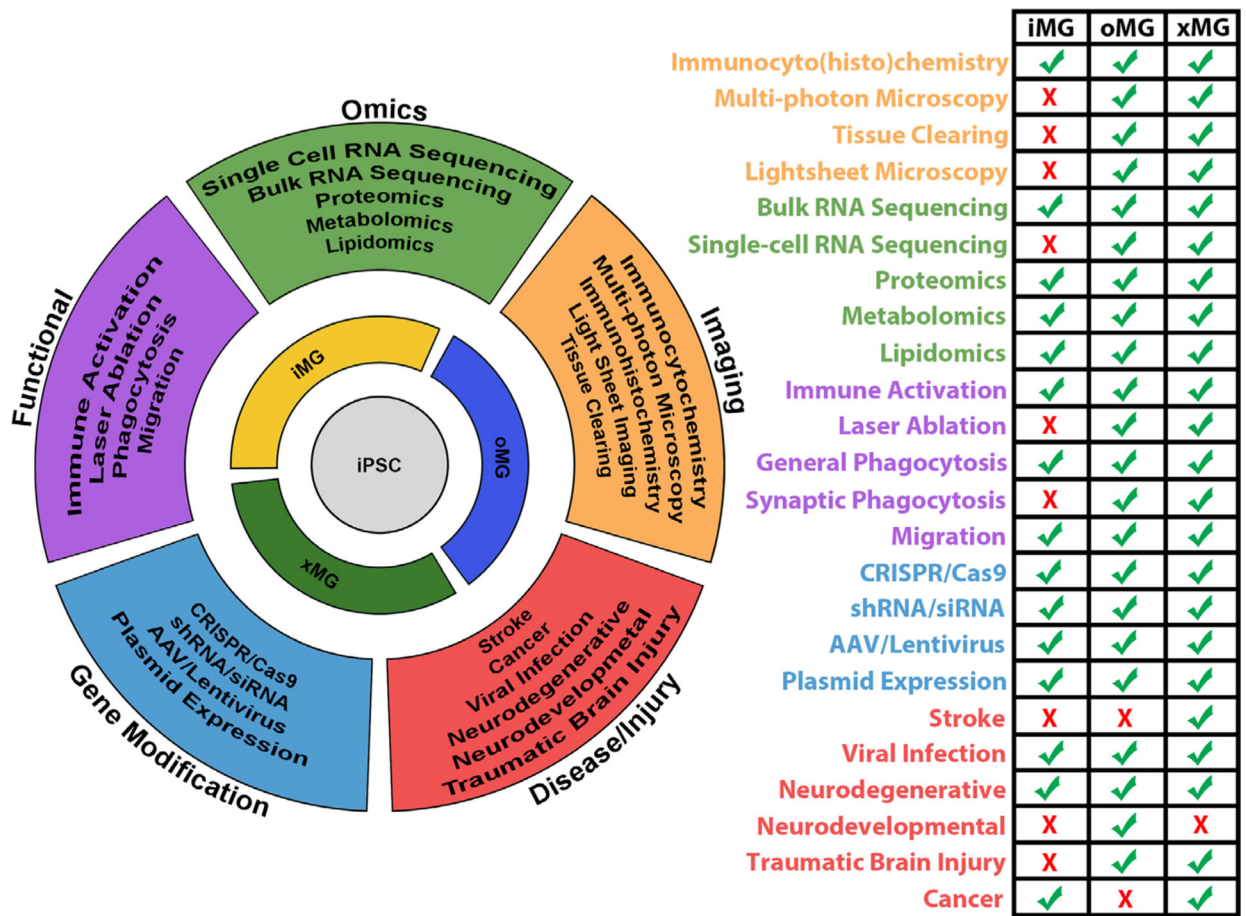 Omics
Single Cell RNA Sequencing
Bulk RNA Sequencing
Proteomics
Metabolomics
Lipidomics
Imaging
Immunocytochemistry
Multi-photon Microscopy
Immunohistochemistry
Light Sheet Imaging
Tissue Clearing
Functional
Immune Activation
Laser Ablation
Phagocytosis
Migration
iMG
oMG
xMG
iPSC
Gene Modification
CRISPR/Cas9
shRNA/siRNA
AAV/Lentivirus
Plasmid Expression
Disease/Injury
Stroke
Cancer
Viral Infection
Neurodegenerative
Neurodevelopmetal
Traumatic Brain Injury
iMG oMG xMG
Immunocyto(histo)chemistry ✓ ✓ ✓
Multi-photon Microscopy X ✓ ✓
Tissue Clearing X ✓ ✓
Lightsheet Microscopy X ✓ ✓
Bulk RNA Sequencing ✓ ✓ ✓
Single-cell RNA Sequencing X ✓ ✓
Proteomics ✓ ✓ ✓
Metabolomics ✓ ✓ ✓
Lipidomics ✓ ✓ ✓
Immune Activation ✓ ✓ ✓
Laser Ablation X ✓ ✓
General Phagocytosis ✓ ✓ ✓
Synaptic Phagocytosis X ✓ ✓
Migration ✓ ✓ ✓
CRISPR/Cas9 ✓ ✓ ✓
shRNA/siRNA ✓ ✓ ✓
AAV/Lentivirus ✓ ✓ ✓
Plasmid Expression ✓ ✓ ✓
Stroke X X ✓
Viral Infection ✓ ✓ ✓
Neurodegenerative ✓ ✓ ✓
Neurodevelopmental X ✓ X
Traumatic Brain Injury X ✓ ✓
Cancer ✓ X ✓